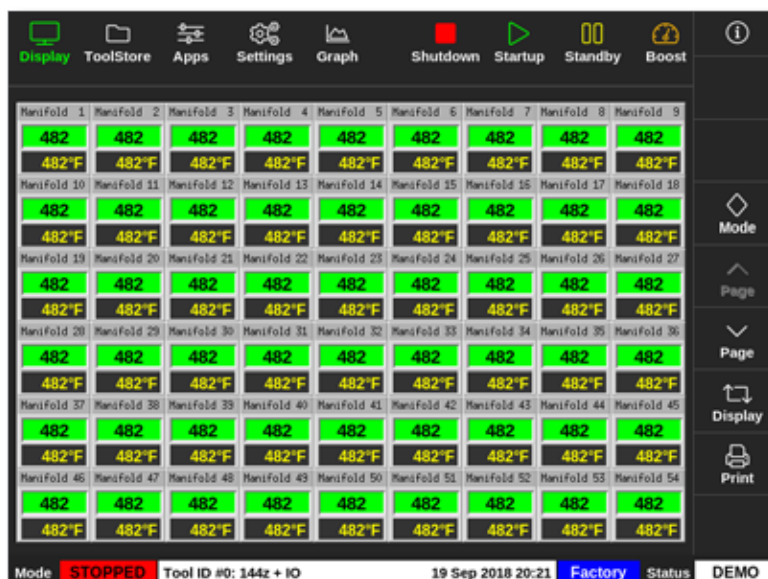 Display ToolStore Apps Settings Graph Shutdown Startup Standby Boost
Manifold 1 Manifold 2 Manifold 3 Manifold 4 Manifold 5 Manifold 6 Manifold 7 Manifold 8 Manifold 9
482 482 482 482 482 482 482 482 482
482°F 482°F 482°F 482°F 482°F 482°F 482°F 482°F 482°F
Manifold 10 Manifold 11 Manifold 12 Manifold 13 Manifold 14 Manifold 15 Manifold 16 Manifold 17 Manifold 18
482 482 482 482 482 482 482 482 482
482°F 482°F 482°F 482°F 482°F 482°F 482°F 482°F 482°F
Manifold 19 Manifold 20 Manifold 21 Manifold 22 Manifold 23 Manifold 24 Manifold 25 Manifold 26 Manifold 27
482 482 482 482 482 482 482 482 482
482°F 482°F 482°F 482°F 482°F 482°F 482°F 482°F 482°F
Manifold 28 Manifold 29 Manifold 30 Manifold 31 Manifold 32 Manifold 33 Manifold 34 Manifold 35 Manifold 36
482 482 482 482 482 482 482 482 482
482°F 482°F 482°F 482°F 482°F 482°F 482°F 482°F 482°F
Manifold 37 Manifold 38 Manifold 39 Manifold 40 Manifold 41 Manifold 42 Manifold 43 Manifold 44 Manifold 45
482 482 482 482 482 482 482 482 482
482°F 482°F 482°F 482°F 482°F 482°F 482°F 482°F 482°F
Manifold 46 Manifold 47 Manifold 48 Manifold 49 Manifold 50 Manifold 51 Manifold 52 Manifold 53 Manifold 54
482 482 482 482 482 482 482 482 482
482°F 482°F 482°F 482°F 482°F 482°F 482°F 482°F 482°F
Mode
Page
Page
Display
Print
Mode STOPPED Tool ID #0: 144z + IO 19 Sep 2018 20:21 Factory Status DEMO